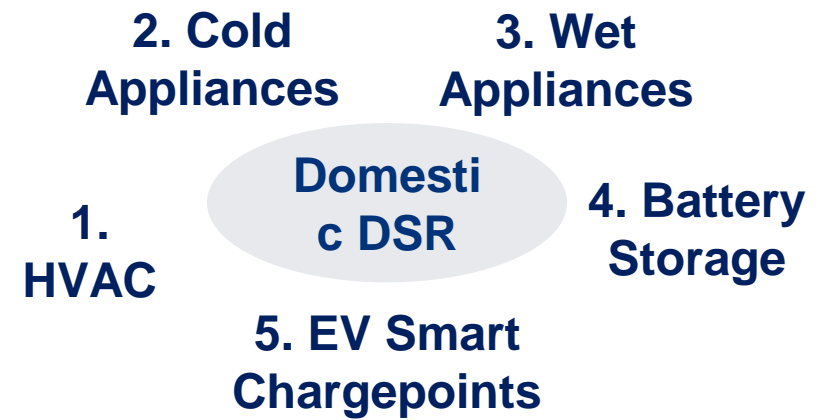 2. Cold
Appliances
3. Wet
Appliances
Domesti
c DSR
1.
HVAC
4. Battery
Storage
5. EV Smart
Chargepoints